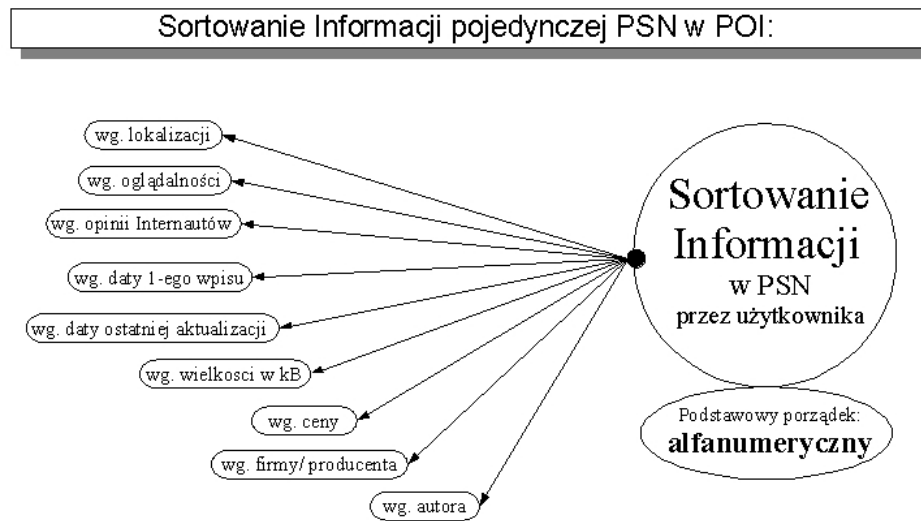 Sortowanie Informacji pojedynczej PSN w POI:
wg. lokalizacji
wg. oglądalności
wg. opinii Internautów
wg. daty 1-ego wpisu
wg. daty ostatniej aktualizacji
wg. wielkosci w kB
wg. ceny
wg. firmy/ producenta
wg. autora
Sortowanie
Informacji
w PSN
przez użytkownika
Podstawowy porządek:
alfanumeryczny